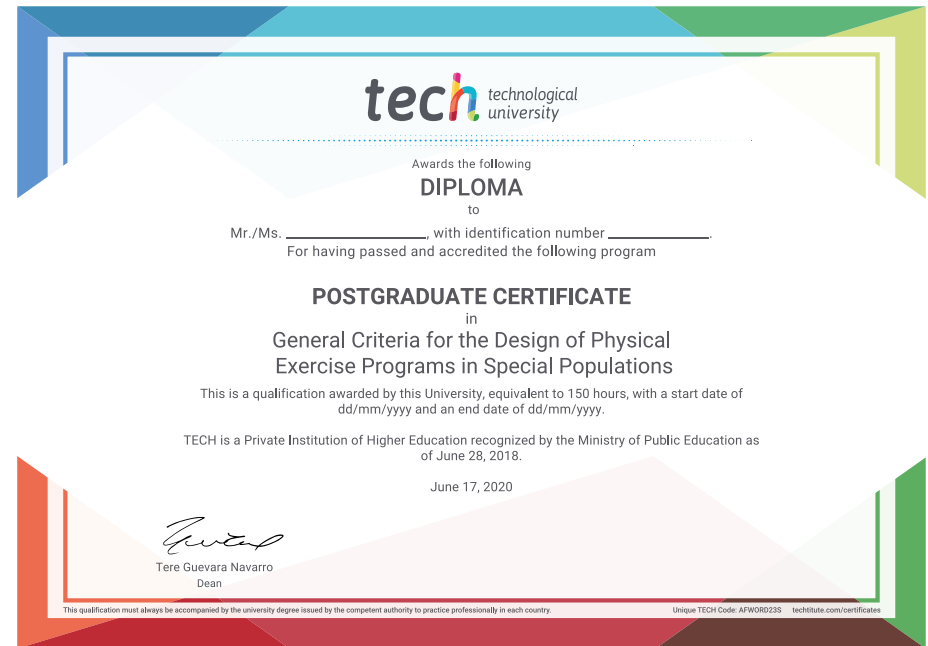 tech technological
university
Awards the following
DIPLOMA
to
Mr./Ms. ____________________, with identification number ______________.
For having passed and accredited the following program
POSTGRADUATE CERTIFICATE
in
General Criteria for the Design of Physical
Exercise Programs in Special Populations
This is a qualification awarded by this University, equivalent to 150 hours, with a start date of
dd/mm/yyyy and an end date of dd/mm/yyyy.
TECH is a Private Institution of Higher Education recognized by the Ministry of Public Education as
of June 28, 2018.
June 17, 2020
Tere Guevara Navarro
Dean
This qualification must always be accompanied by the university degree issued by the competent authority to practice professionally in each country. Unique TECH Code: AFWORD23S techtitute.com/certificates